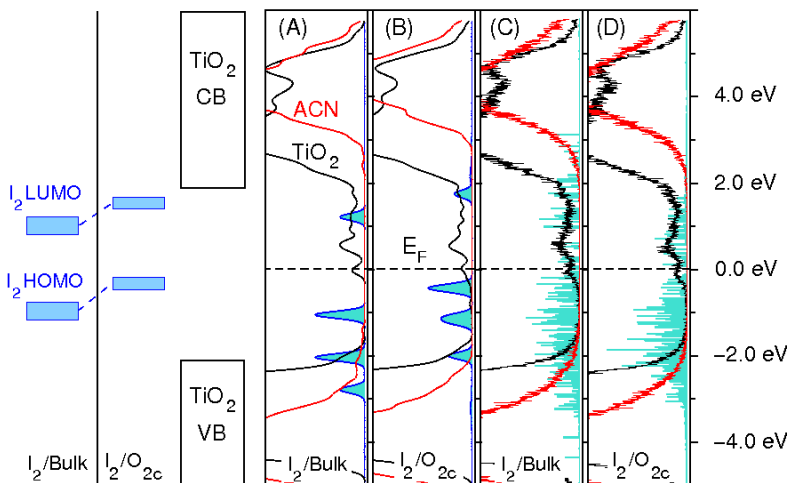 (A) (B) (C) (D)
TiO2
CB
4.0 eV
ACN
TiO2
2.0 eV
I2 LUMO
EF
I2 HOMO
0.0 eV
-2.0 eV
TiO2
VB
-4.0 eV
I2/Bulk I2/O2c I2/Bulk I2/O2c I2/Bulk I2/O2c